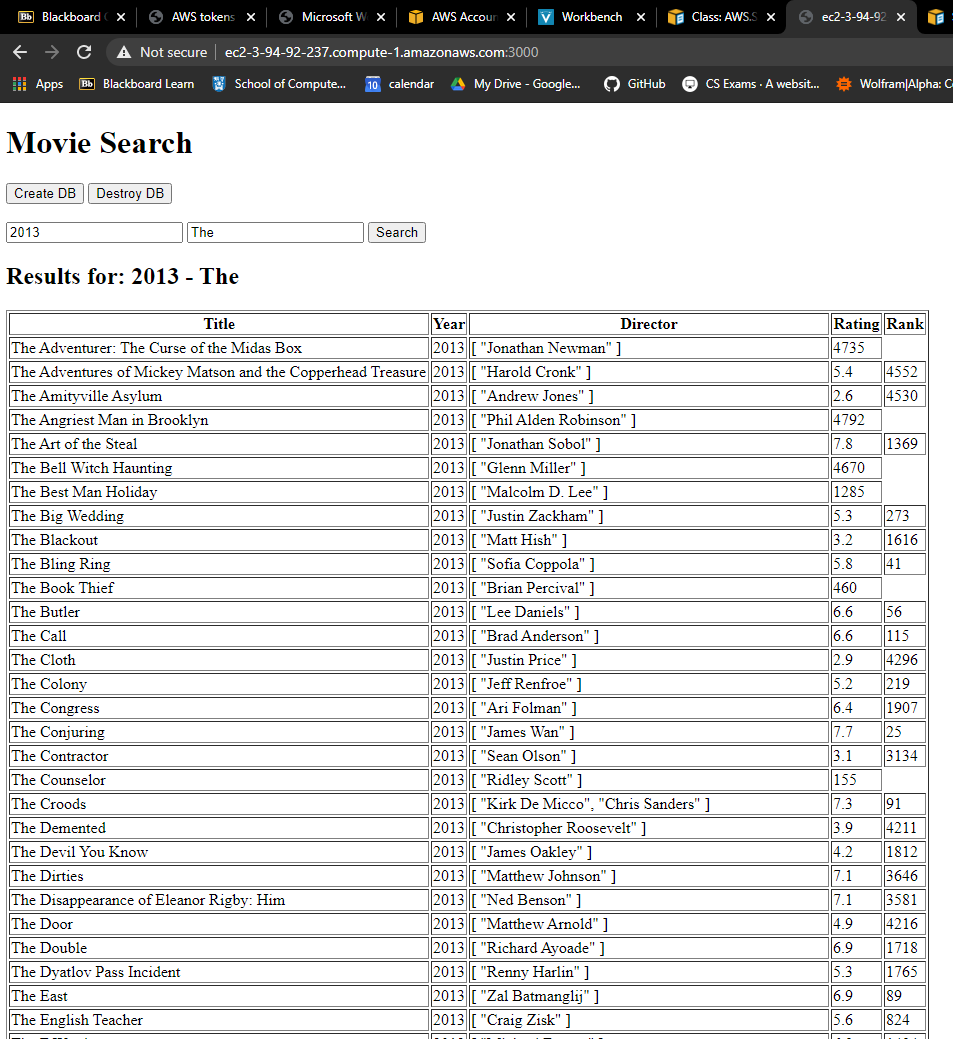 Blackboard AWS tokens Microsoft W AWS Accoun Workbench Class: AWS.S ec2-3-94-92
Not secure ec2-3-94-92-237.compute-1.amazonaws.com:3000
Apps Bb Blackboard Learn School of Compute... 10 calendar My Drive - Google... GitHub CS Exams · A websit... Wolfram|Alpha: C
Movie Search
Create DB Destroy DB
2013 The Search
Results for: 2013 - The
Title Year Director Rating Rank
The Adventurer: The Curse of the Midas Box 2013 [ "Jonathan Newman" ] 4735
The Adventures of Mickey Matson and the Copperhead Treasure 2013 [ "Harold Cronk" ] 5.4 4552
The Amityville Asylum 2013 [ "Andrew Jones" ] 2.6 4530
The Angriest Man in Brooklyn 2013 [ "Phil Alden Robinson" ] 4792
The Art of the Steal 2013 [ "Jonathan Sobol" ] 7.8 1369
The Bell Witch Haunting 2013 [ "Glenn Miller" ] 4670
The Best Man Holiday 2013 [ "Malcolm D. Lee" ] 1285
The Big Wedding 2013 [ "Justin Zackham" ] 5.3 273
The Blackout 2013 [ "Matt Hish" ] 3.2 1616
The Bling Ring 2013 [ "Sofia Coppola" ] 5.8 41
The Book Thief 2013 [ "Brian Percival" ] 460
The Butler 2013 [ "Lee Daniels" ] 6.6 56
The Call 2013 [ "Brad Anderson" ] 6.6 115
The Cloth 2013 [ "Justin Price" ] 2.9 4296
The Colony 2013 [ "Jeff Renfroe" ] 5.2 219
The Congress 2013 [ "Ari Folman" ] 6.4 1907
The Conjuring 2013 [ "James Wan" ] 7.7 25
The Contractor 2013 [ "Sean Olson" ] 3.1 3134
The Counselor 2013 [ "Ridley Scott" ] 155
The Croods 2013 [ "Kirk De Micco", "Chris Sanders" ] 7.3 91
The Demented 2013 [ "Christopher Roosevelt" ] 3.9 4211
The Devil You Know 2013 [ "James Oakley" ] 4.2 1812
The Dirties 2013 [ "Matthew Johnson" ] 7.1 3646
The Disappearance of Eleanor Rigby: Him 2013 [ "Ned Benson" ] 7.1 3581
The Door 2013 [ "Matthew Arnold" ] 4.9 4216
The Double 2013 [ "Richard Ayoade" ] 6.9 1718
The Dyatlov Pass Incident 2013 [ "Renny Harlin" ] 5.3 1765
The East 2013 [ "Zal Batmanglij" ] 6.9 89
The English Teacher 2013 [ "Craig Zisk" ] 5.6 824